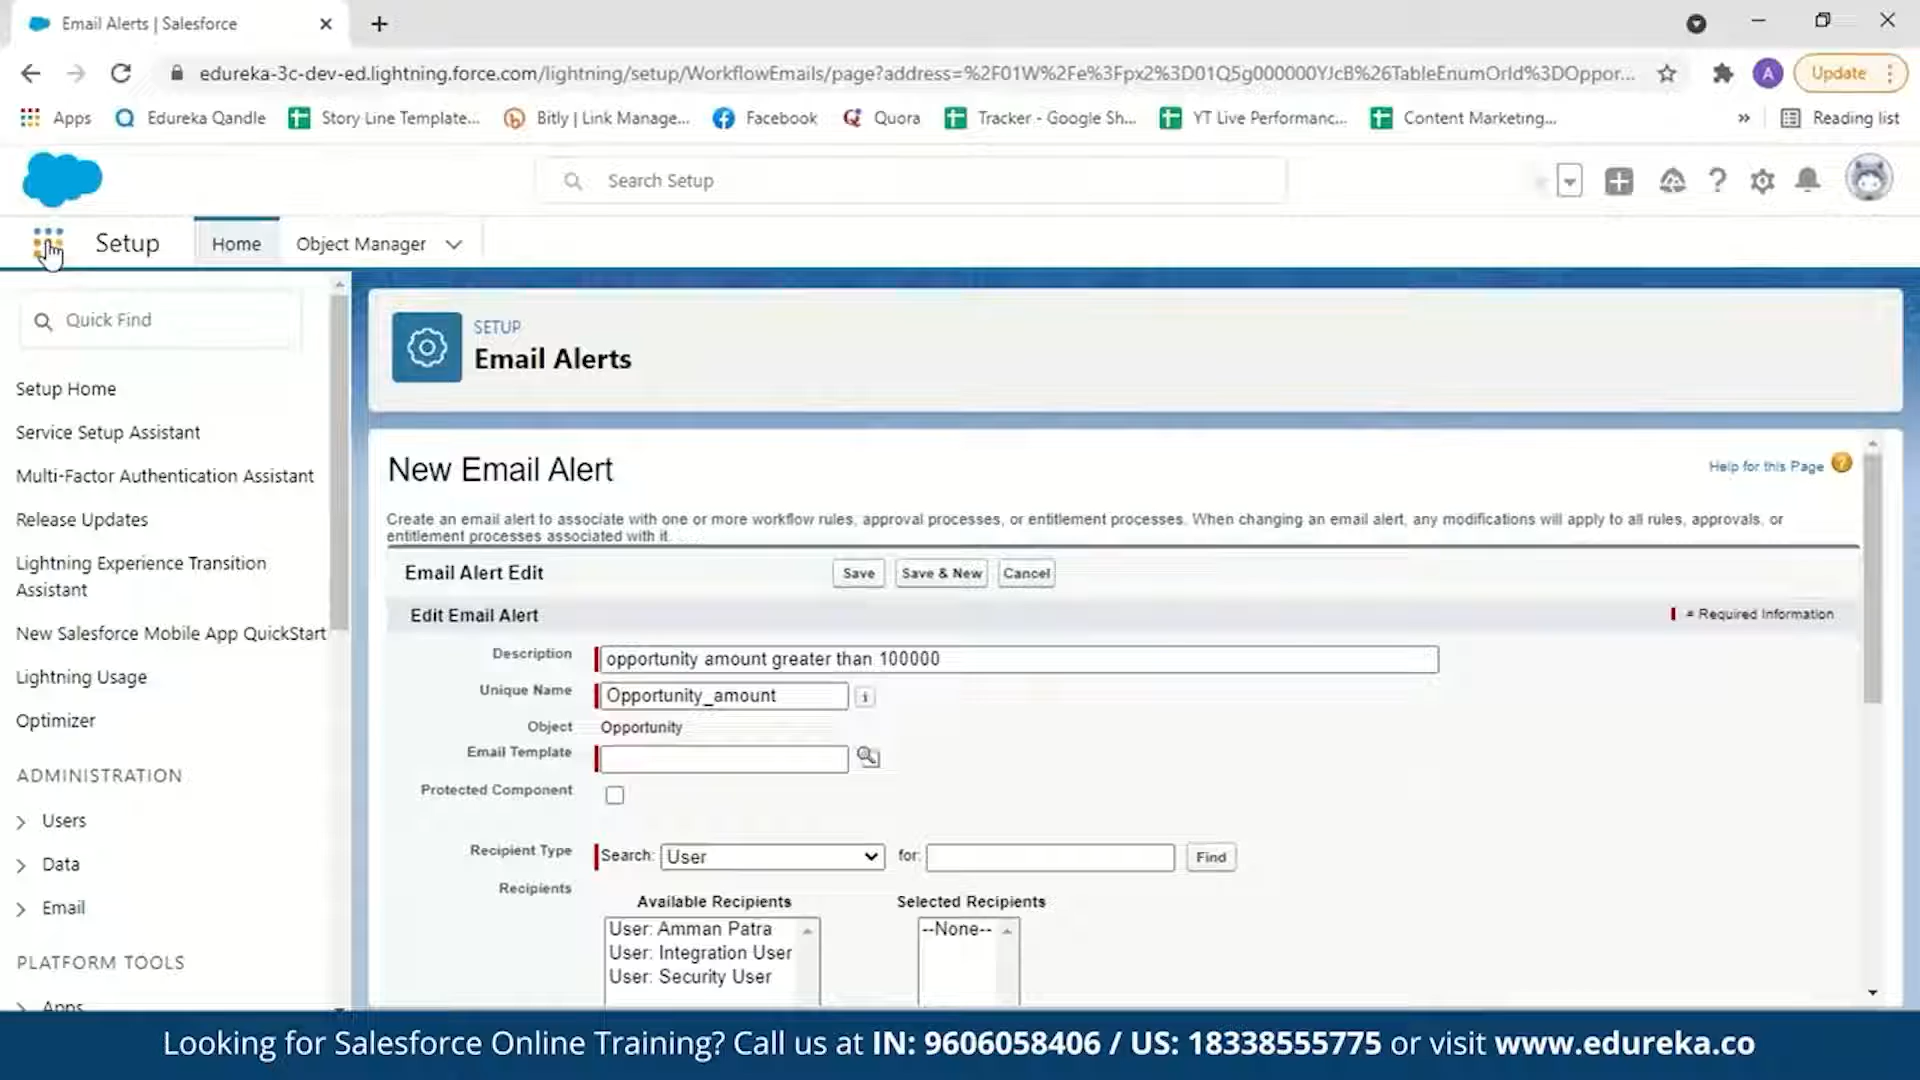 Email Alerts | Salesforce
edureka-3c-dev-ed.lightning.force.com/lightning/setup/WorkflowEmails/page?address=%2F01W%2Fe%3Fpx2%3D01Q5g000000YJcB%26TableEnumOrId%3DOppor...
A
Update
Apps
Edureka Qandle
Story Line Template...
Bitly | Link Manage...
Facebook
Quora
Tracker - Google Sh...
YT Live Performanc...
Content Marketing...
»
Reading list
Search Setup
Setup
Home
Object Manager
Quick Find
Setup Home
Service Setup Assistant
Multi-Factor Authentication Assistant
Release Updates
Lightning Experience Transition
Assistant
New Salesforce Mobile App QuickStart
Lightning Usage
Optimizer
ADMINISTRATION
Users
Data
Email
PLATFORM TOOLS
Apps
SETUP
Email Alerts
New Email Alert
Help for this Page ?
Create an email alert to associate with one or more workflow rules, approval processes, or entitlement processes. When changing an email alert, any modifications will apply to all rules, approvals, or
entitlement processes associated with it.
Email Alert Edit
Save
Save & New
Cancel
Edit Email Alert
= Required Information
Description
opportunity amount greater than 100000
Unique Name
Opportunity_amount
i
Object
Opportunity
Email Template
Protected Component
Recipient Type
Search: User
for:
Find
Recipients
Available Recipients
Selected Recipients
User: Amman Patra
User: Integration User
User: Security User
--None--
Looking for Salesforce Online Training? Call us at IN: 9606058406 / US: 18338555775 or visit www.edureka.co